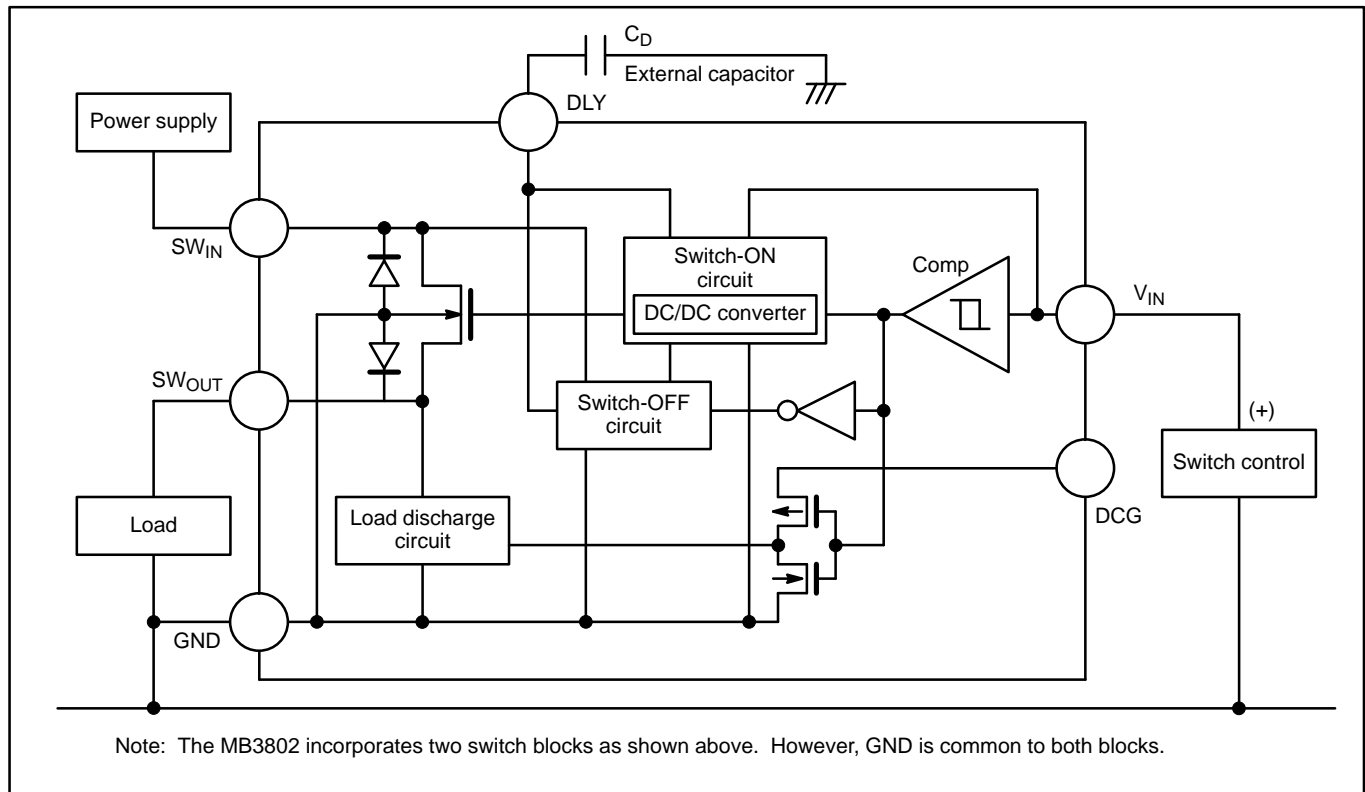 C_D
External capacitor
DLY
Power supply
SW_IN
Switch-ON
circuit
DC/DC converter
Comp
V_IN
SW_OUT
Switch-OFF
circuit
(+)
Switch control
Load
Load discharge
circuit
DCG
GND
Note: The MB3802 incorporates two switch blocks as shown above. However, GND is common to both blocks.